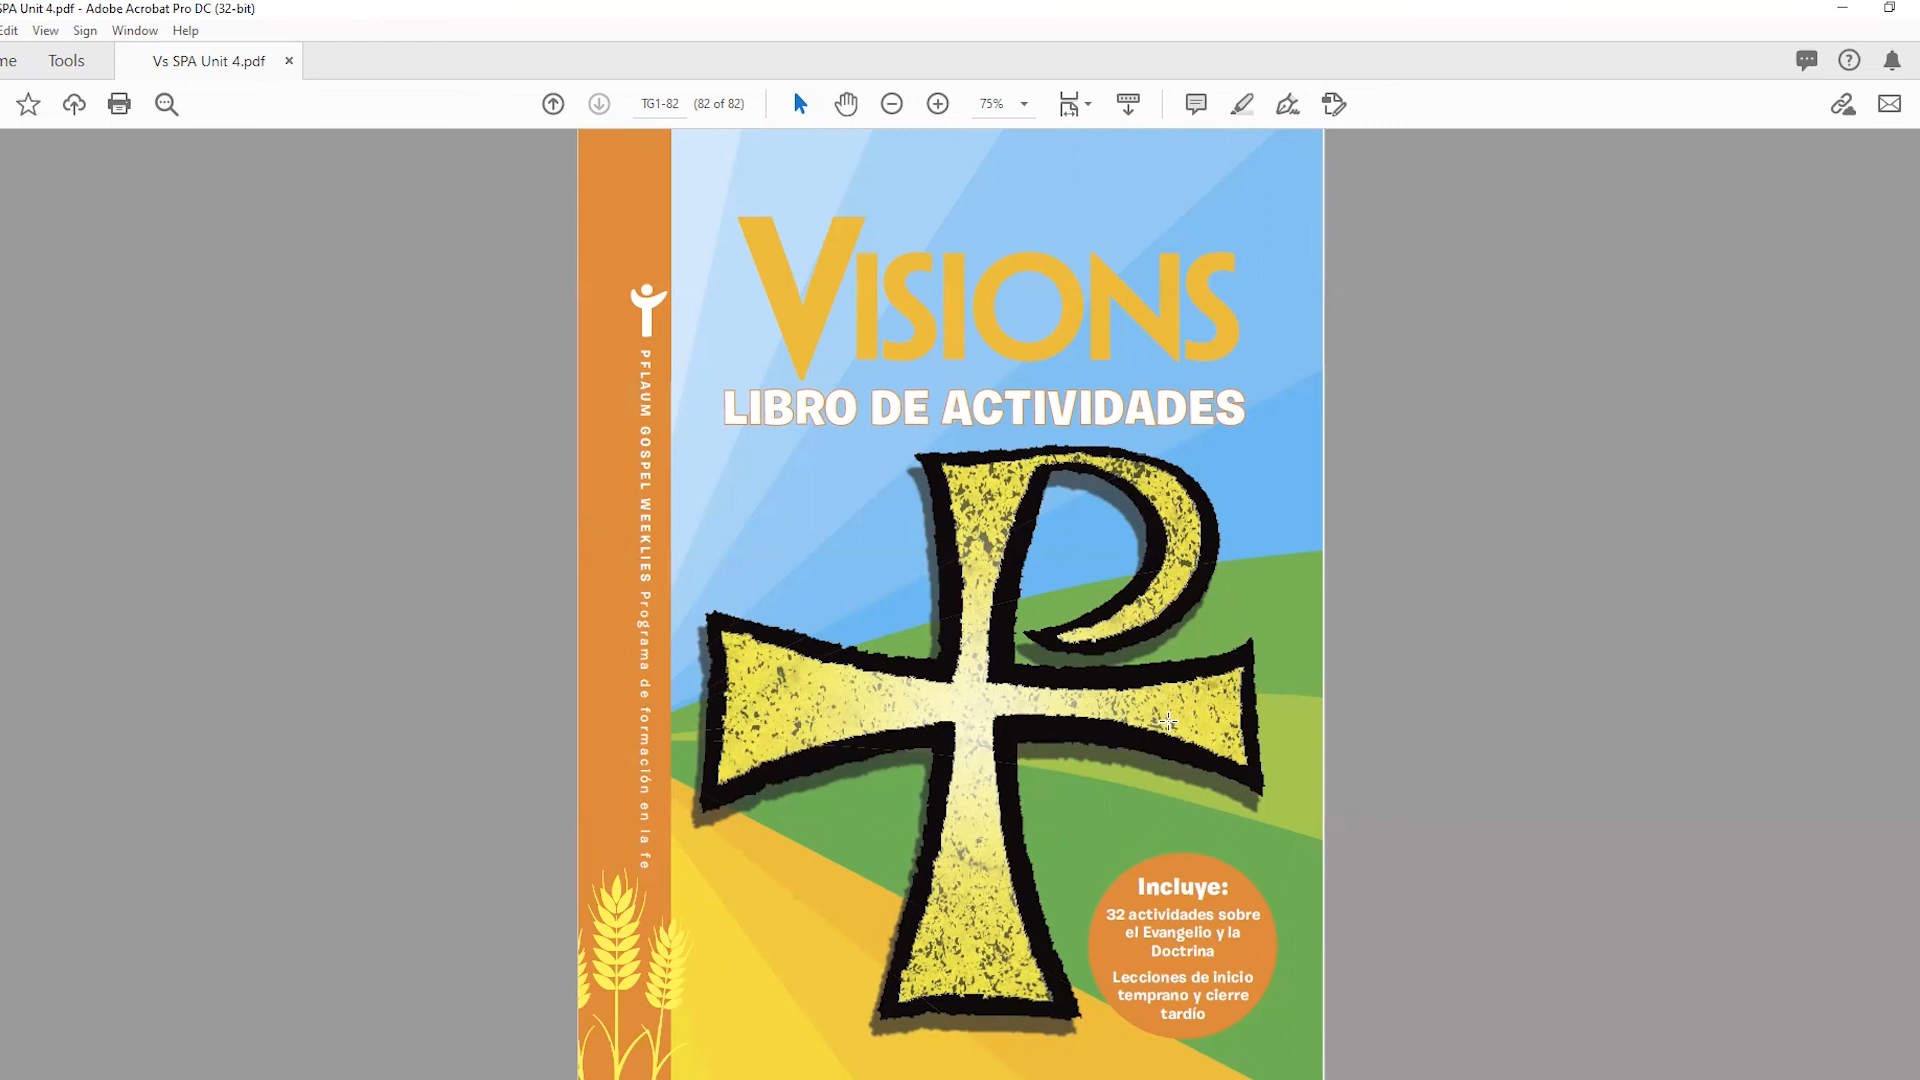 SPA Unit 4.pdf - Adobe Acrobat Pro DC (32-bit)
Edit View Sign Window Help
me Tools Vs SPA Unit 4.pdf
TG1-82 (82 of 82) 75%
VISIONS
LIBRO DE ACTIVIDADES
PFLAUM GOSPEL WEEKLIES Programa de formación en la fe
Incluye:
32 actividades sobre
el Evangelio y la
Doctrina
Lecciones de inicio
temprano y cierre
tardío